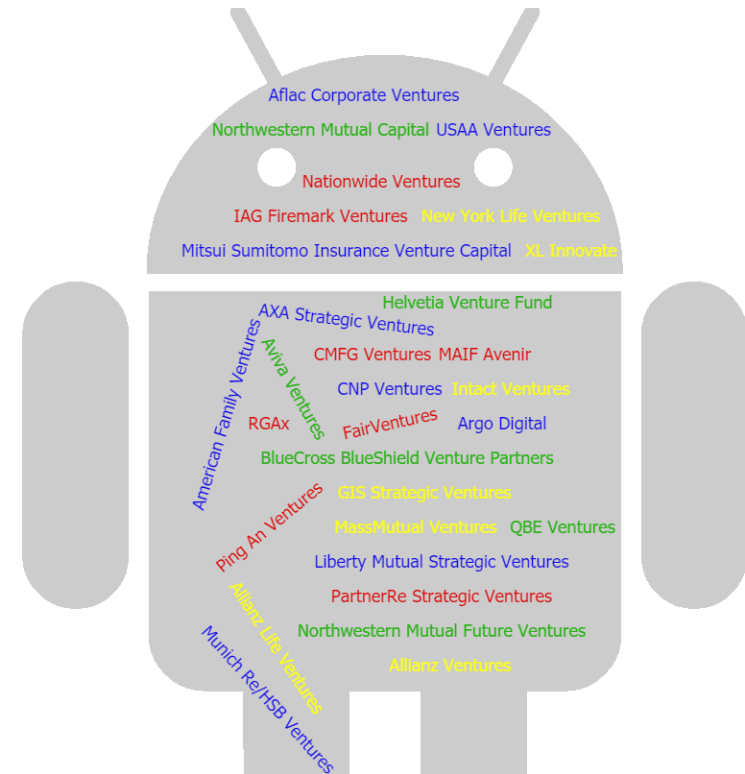 Aflac Corporate Ventures
Northwestern Mutual Capital USAA Ventures
Nationwide Ventures
IAG Firemark Ventures New York Life Ventures
Mitsui Sumitomo Insurance Venture Capital XL Innovate
Helvetia Venture Fund
AXA Strategic Ventures
American Family Ventures
Aviva Ventures
CMFG Ventures MAIF Avenir
CNP Ventures Intact Ventures
RGAx FairVentures Argo Digital
BlueCross BlueShield Venture Partners
GIS Strategic Ventures
Ping An Ventures
MassMutual Ventures QBE Ventures
Liberty Mutual Strategic Ventures
PartnerRe Strategic Ventures
Allianz Life Ventures
Northwestern Mutual Future Ventures
Munich Re/HSB Ventures
Allianz Ventures